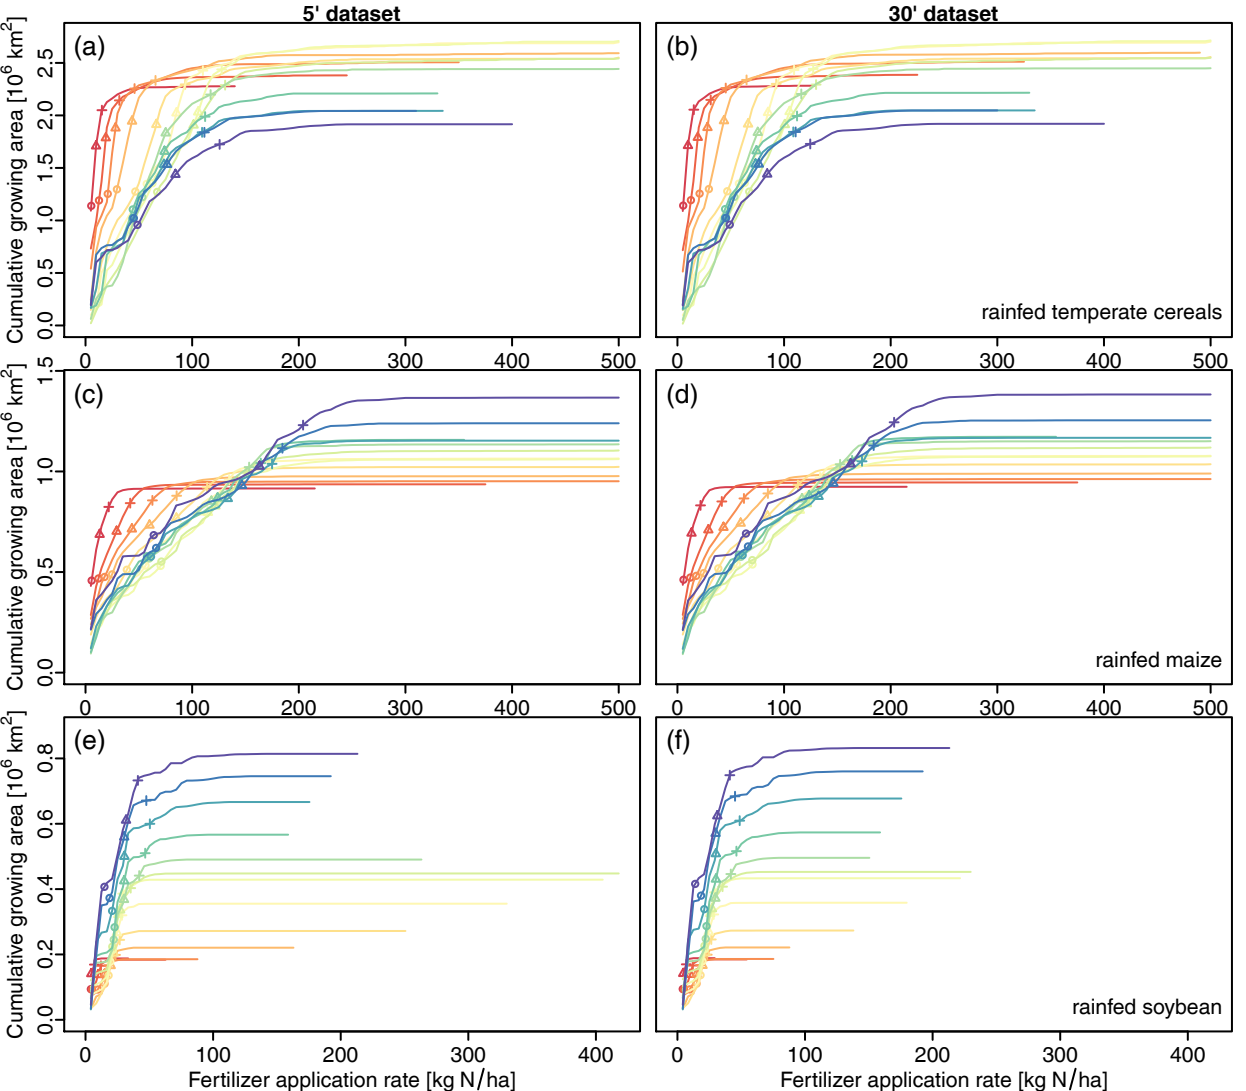 5' dataset
30' dataset
Cumulative growing area [10⁶ km²]
0.0 0.5 1.0 1.5 2.0 2.5
(a)
(b)
rainfed temperate cereals
0 100 200 300 400 500
0 100 200 300 400 500
Cumulative growing area [10⁶ km²]
0.0 0.5 1.0 1.5
(c)
(d)
rainfed maize
0 100 200 300 400 500
0 100 200 300 400 500
Cumulative growing area [10⁶ km²]
0.0 0.2 0.4 0.6 0.8
(e)
(f)
rainfed soybean
0 100 200 300 400
0 100 200 300 400
Fertilizer application rate [kg N/ha]
Fertilizer application rate [kg N/ha]